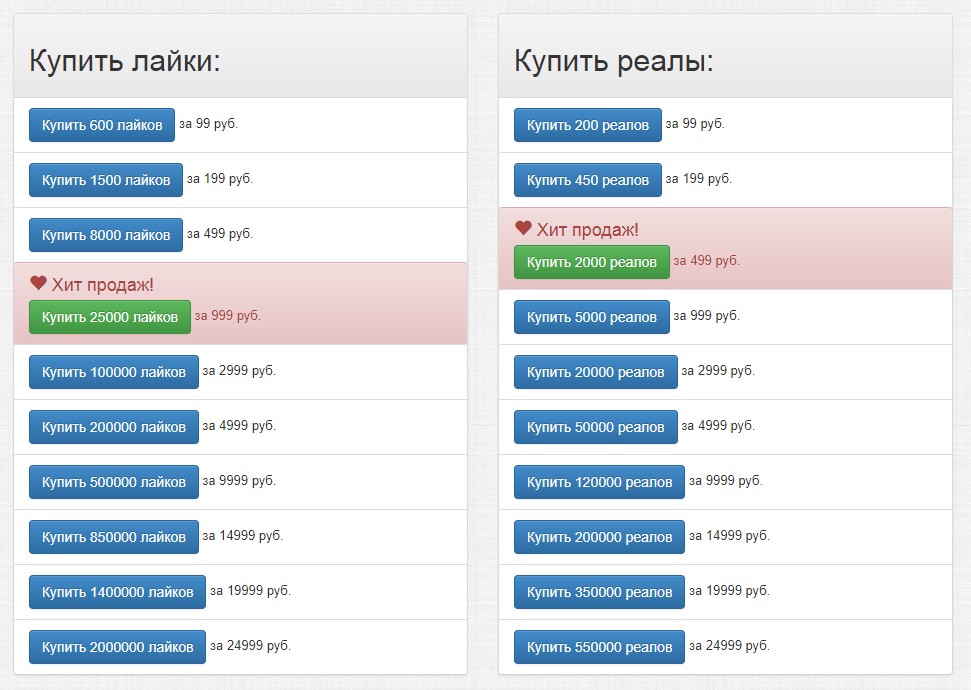 Купить лайки:
Купить 600 лайков за 99 руб.
Купить 1500 лайков за 199 руб.
Купить 8000 лайков за 499 руб.
Хит продаж!
Купить 25000 лайков за 999 руб.
Купить 100000 лайков за 2999 руб.
Купить 200000 лайков за 4999 руб.
Купить 500000 лайков за 9999 руб.
Купить 850000 лайков за 14999 руб.
Купить 1400000 лайков за 19999 руб.
Купить 2000000 лайков за 24999 руб.
Купить реалы:
Купить 200 реалов за 99 руб.
Купить 450 реалов за 199 руб.
Хит продаж!
Купить 2000 реалов за 499 руб.
Купить 5000 реалов за 999 руб.
Купить 20000 реалов за 2999 руб.
Купить 50000 реалов за 4999 руб.
Купить 120000 реалов за 9999 руб.
Купить 200000 реалов за 14999 руб.
Купить 350000 реалов за 19999 руб.
Купить 550000 реалов за 24999 руб.